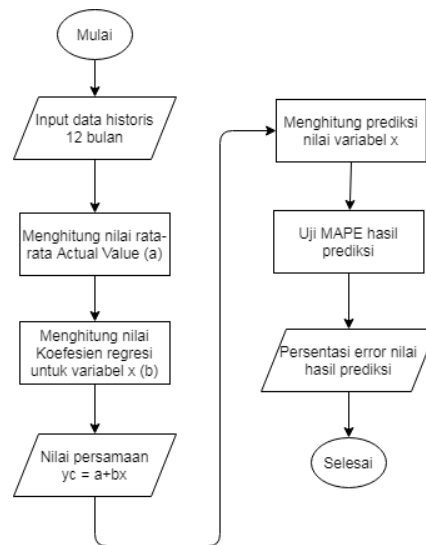 Mulai
Input data historis
12 bulan
Menghitung nilai rata-
rata Actual Value (a)
Menghitung nilai
Koefesien regresi
untuk variabel x (b)
Nilai persamaan
yc = a+bx
Menghitung prediksi
nilai variabel x
Uji MAPE hasil
prediksi
Persentasi error nilai
hasil prediksi
Selesai